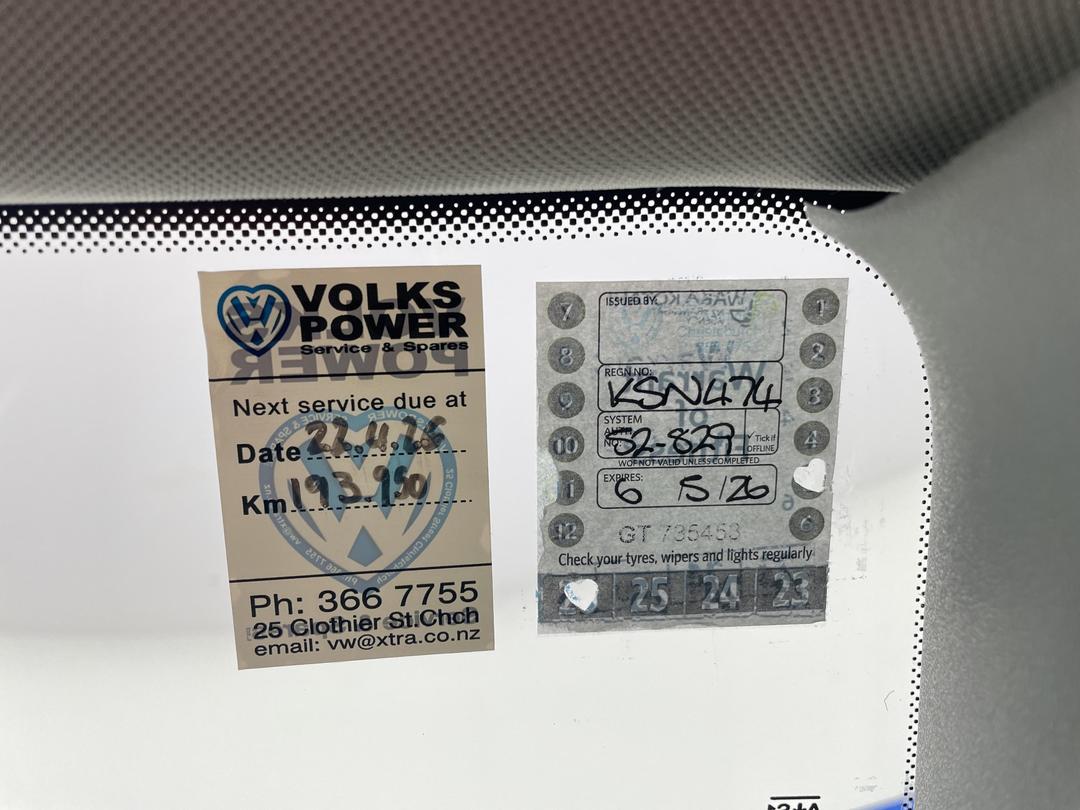 VOLKS
POWER
Service & Spares
Next service due at
Date 22.4.26
Km 193.950
Ph: 366 7755
25 Clothier St.Chch
email: vw@xtra.co.nz
ISSUED BY:
REGN NO:
KSN474
SYSTEM
AUTH
NO:
52-829
Tick if
OFFLINE
WOF NOT VALID UNLESS COMPLETED
EXPIRES:
6 / 5 / 26
GT 735453
Check your tyres, wipers and lights regularly
7
8
9
11
12
1
2
3
4
6
25 24 23